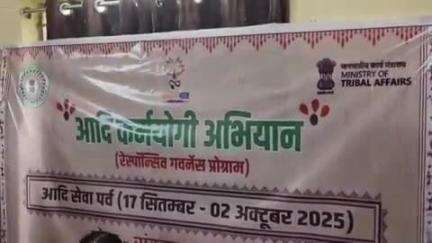 जनजातीय कार्य मंत्रालय
MINISTRY OF
TRIBAL AFFAIRS
आदि कर्मयोगी अभियान
(रेस्पॉन्सिव गवर्नेंस प्रोग्राम)
आदि सेवा पर्व (17 सितम्बर - 02 अक्टूबर 2025)